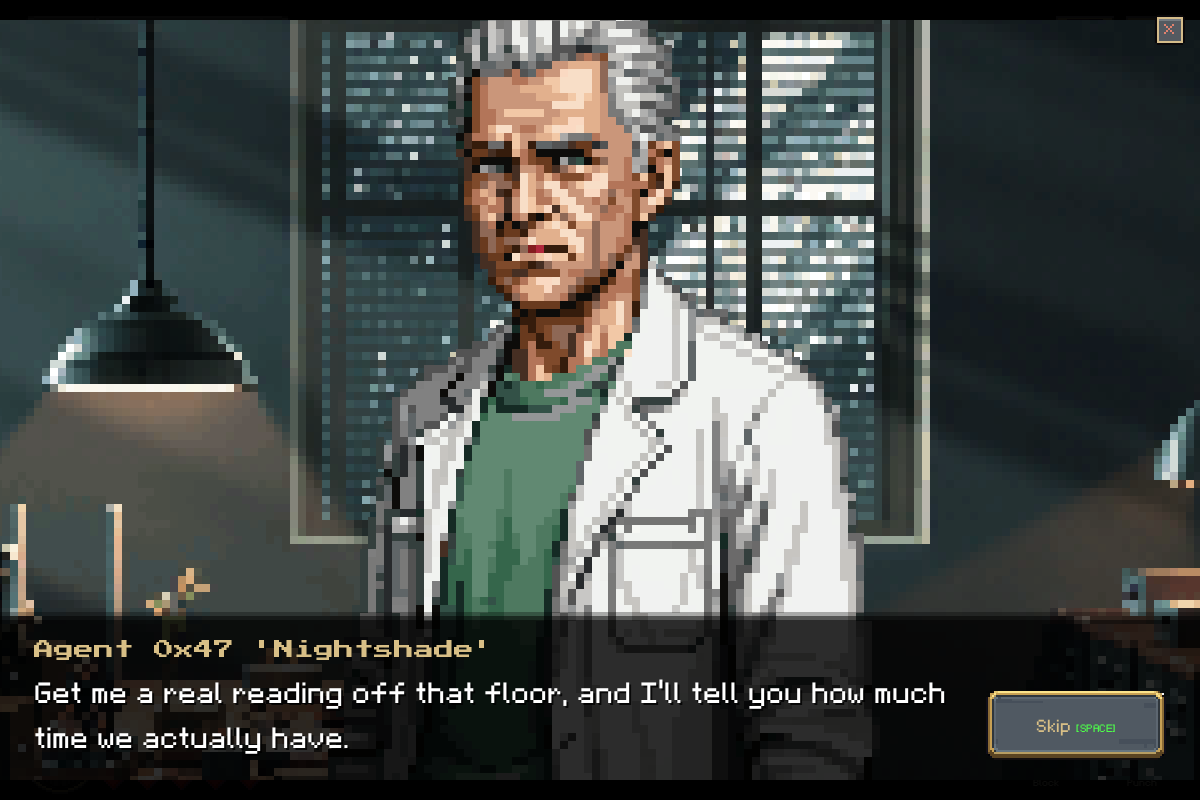 Agent 0x47 'Nightshade'
Get me a real reading off that floor, and I'll tell you how much
time we actually have.
Skip [SPACE]